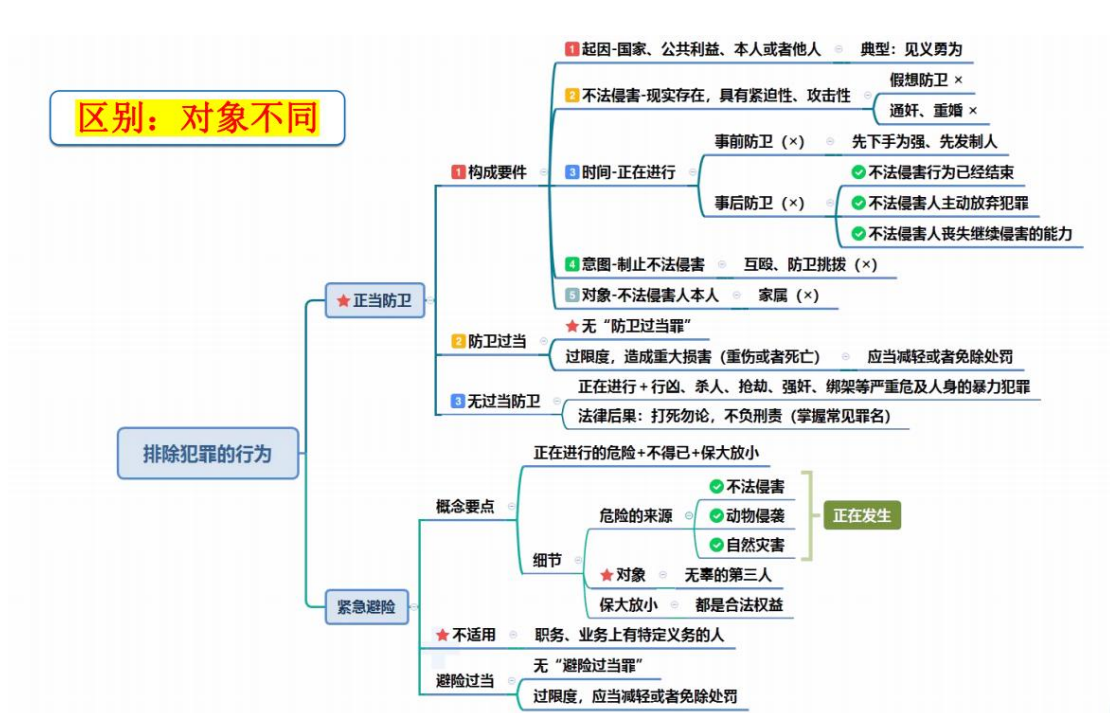 区别：对象不同
排除犯罪的行为
★正当防卫
1 构成要件
1 起因-国家、公共利益、本人或者他人
典型：见义勇为
2 不法侵害-现实存在，具有紧迫性、攻击性
假想防卫 ×
通奸、重婚 ×
3 时间-正在进行
事前防卫（×）
先下手为强、先发制人
事后防卫（×）
不法侵害行为已经结束
不法侵害人主动放弃犯罪
不法侵害人丧失继续侵害的能力
4 意图-制止不法侵害
互殴、防卫挑拨（×）
5 对象-不法侵害人本人
家属（×）
2 防卫过当
★无“防卫过当罪”
过限度，造成重大损害（重伤或者死亡）
应当减轻或者免除处罚
3 无过当防卫
正在进行+行凶、杀人、抢劫、强奸、绑架等严重危及人身的暴力犯罪
法律后果：打死勿论，不负刑责（掌握常见罪名）
紧急避险
概念要点
正在进行的危险+不得已+保大放小
细节
危险的来源
不法侵害
动物侵袭
自然灾害
正在发生
★对象
无辜的第三人
保大放小
都是合法权益
★不适用
职务、业务上有特定义务的人
避险过当
无“避险过当罪”
过限度，应当减轻或者免除处罚